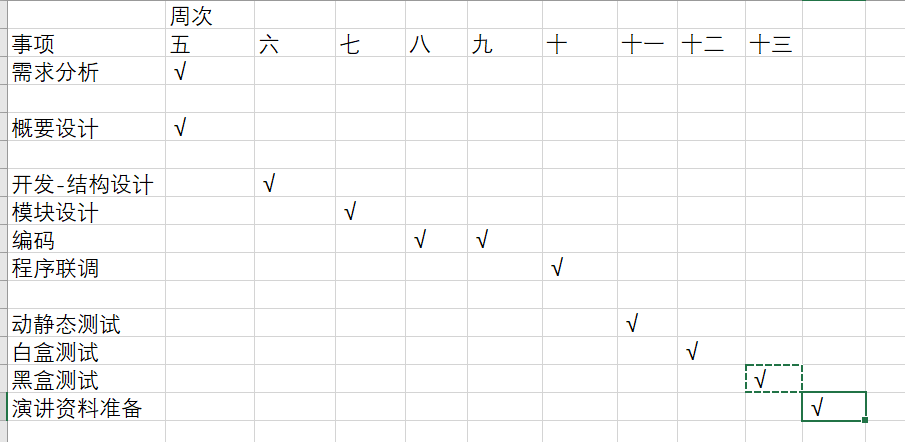 周次
事项 五 六 七 八 九 十 十一 十二 十三
需求分析 √
概要设计 √
开发-结构设计 √
模块设计 √
编码 √ √
程序联调 √
动静态测试 √
白盒测试 √
黑盒测试 √
演讲资料准备 √